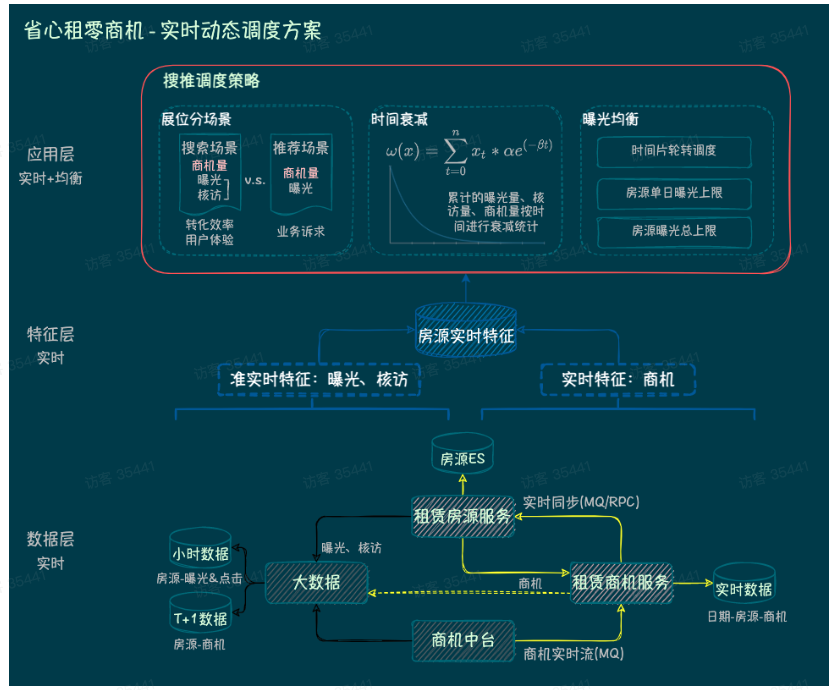 省心租零商机 - 实时动态调度方案
搜推调度策略
应用层
实时+均衡
展位分场景
搜索场景
商机量
曝光
核访
v.s.
推荐场景
商机量
曝光
转化效率
用户体验
业务诉求
时间衰减
ω(x) = ∑_{t=0}^{n} x_t * αe^{(-βt)}
累计的曝光量、核
访量、商机量按时
间进行衰减统计
曝光均衡
时间片轮转调度
房源单日曝光上限
房源曝光总上限
特征层
实时
房源实时特征
准实时特征：曝光、核访
实时特征：商机
数据层
实时
房源ES
租赁房源服务
实时同步(MQ/RPC)
曝光、核访
小时数据
房源-曝光&点击
大数据
商机
租赁商机服务
实时数据
日期-房源-商机
T+1数据
房源-商机
商机中台
商机实时流(MQ)
访客 35441